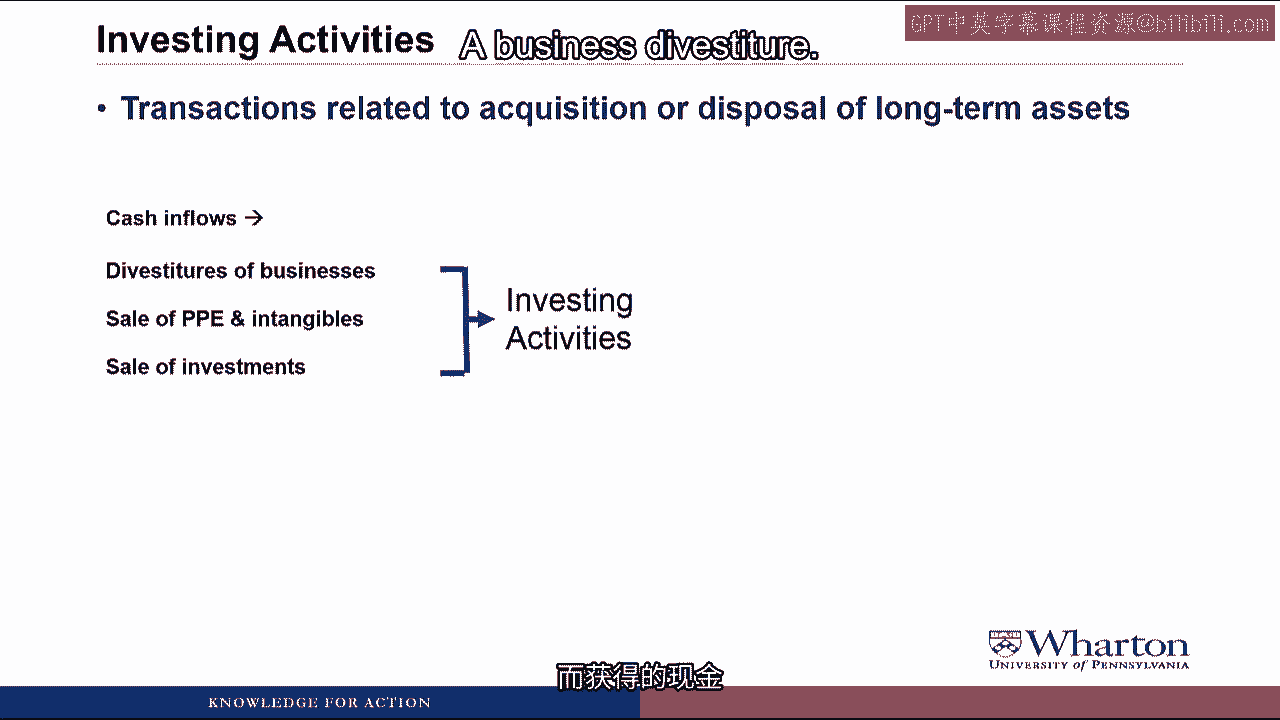 GPT中英字幕课程资源@bilibili.com
Investing Activities
A business divestiture.
• Transactions related to acquisition or disposal of long-term assets
Cash inflows →
Divestitures of businesses
Sale of PPE & intangibles
Sale of investments
Investing
Activities
Wharton
UNIVERSITY of PENNSYLVANIA
而获得的现金
KNOWLEDGE FOR ACTION